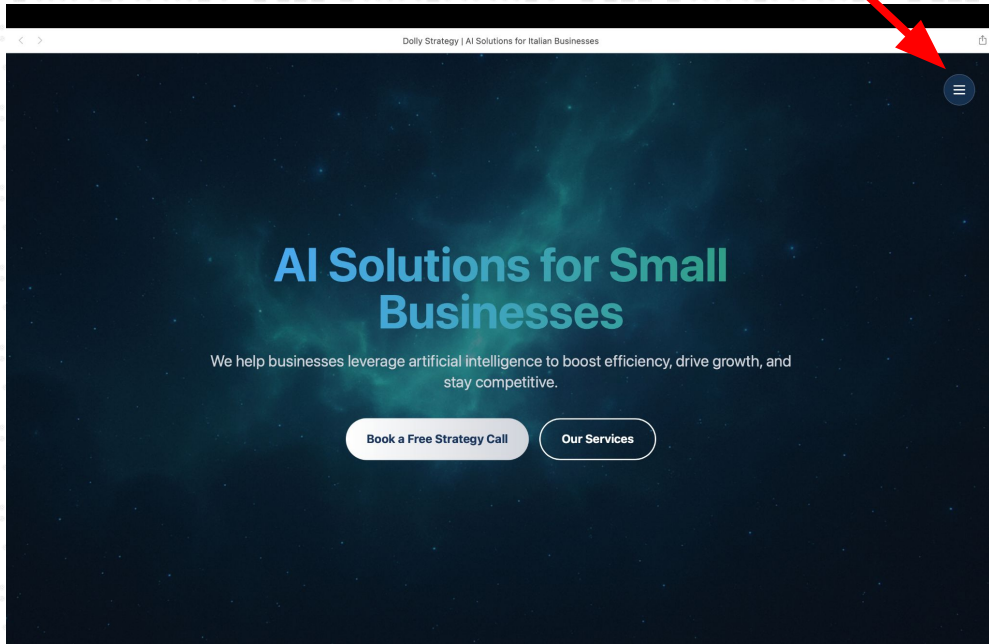 Dolly Strategy | AI Solutions for Italian Businesses
AI Solutions for Small
Businesses
We help businesses leverage artificial intelligence to boost efficiency, drive growth, and
stay competitive.
Book a Free Strategy Call
Our Services